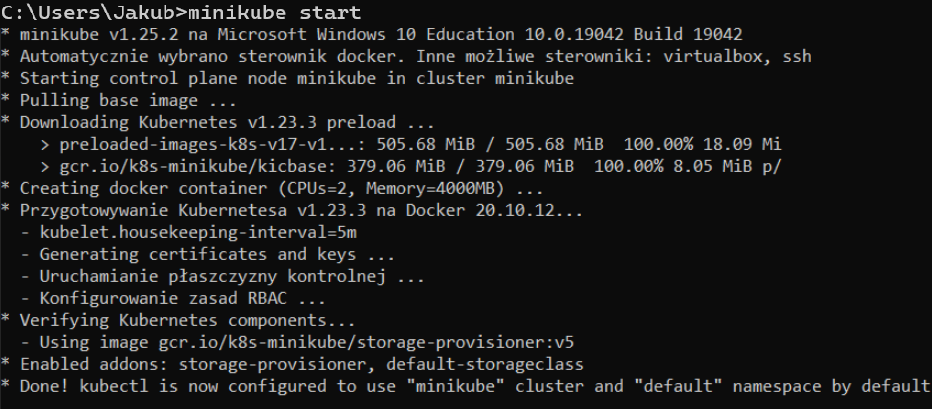 C:\Users\Jakub>minikube start
* minikube v1.25.2 na Microsoft Windows 10 Education 10.0.19042 Build 19042
* Automatycznie wybrano sterownik docker. Inne możliwe sterowniki: virtualbox, ssh
* Starting control plane node minikube in cluster minikube
* Pulling base image ...
* Downloading Kubernetes v1.23.3 preload ...
    > preloaded-images-k8s-v17-v1...: 505.68 MiB / 505.68 MiB  100.00% 18.09 Mi
    > gcr.io/k8s-minikube/kicbase: 379.06 MiB / 379.06 MiB  100.00% 8.05 MiB p/
* Creating docker container (CPUs=2, Memory=4000MB) ...
* Przygotowywanie Kubernetesa v1.23.3 na Docker 20.10.12...
  - kubelet.housekeeping-interval=5m
  - Generating certificates and keys ...
  - Uruchamianie płaszczyzny kontrolnej ...
  - Konfigurowanie zasad RBAC ...
* Verifying Kubernetes components...
  - Using image gcr.io/k8s-minikube/storage-provisioner:v5
* Enabled addons: storage-provisioner, default-storageclass
* Done! kubectl is now configured to use "minikube" cluster and "default" namespace by default